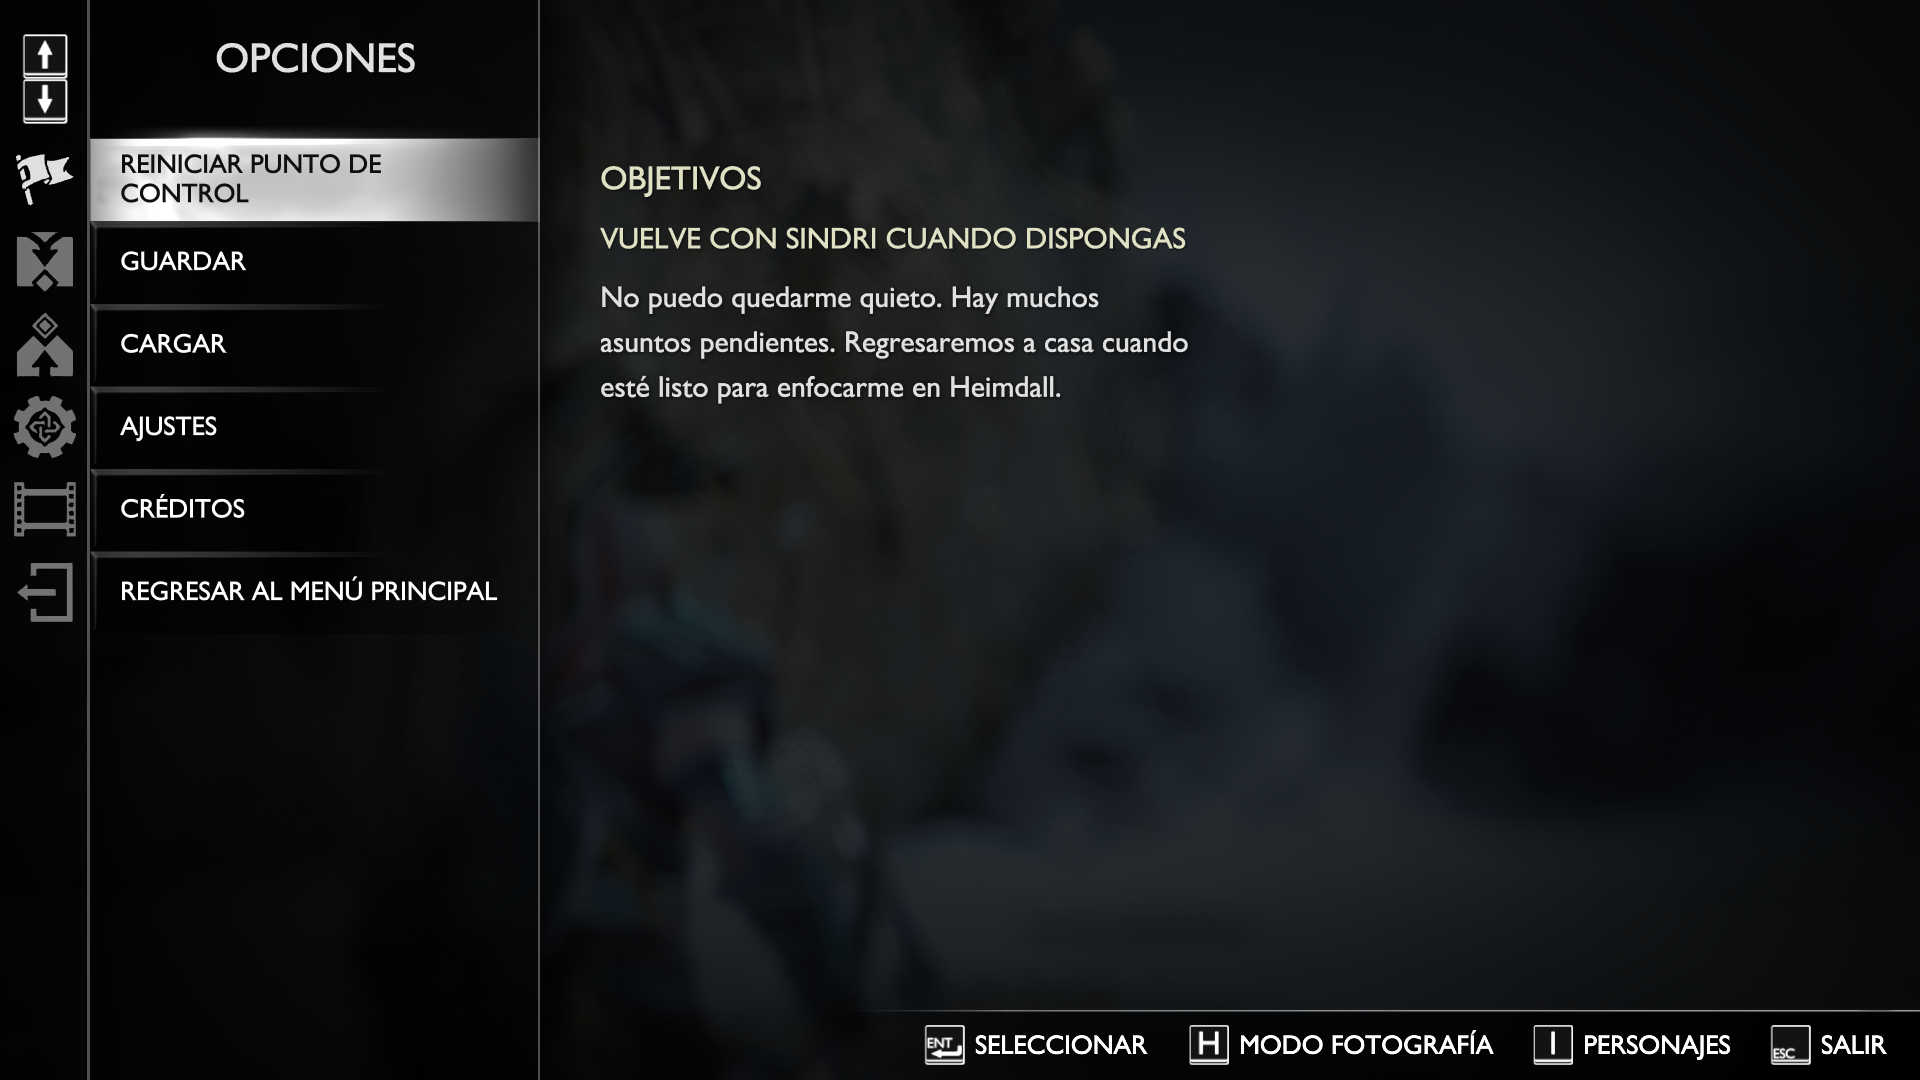 OPCIONES
REINICIAR PUNTO DE
CONTROL
GUARDAR
CARGAR
AJUSTES
CRÉDITOS
REGRESAR AL MENÚ PRINCIPAL
OBJETIVOS
VUELVE CON SINDRI CUANDO DISPONGAS
No puedo quedarme quieto. Hay muchos
asuntos pendientes. Regresaremos a casa cuando
esté listo para enfocarme en Heimdall.
ENT SELECCIONAR H MODO FOTOGRAFÍA I PERSONAJES ESC SALIR